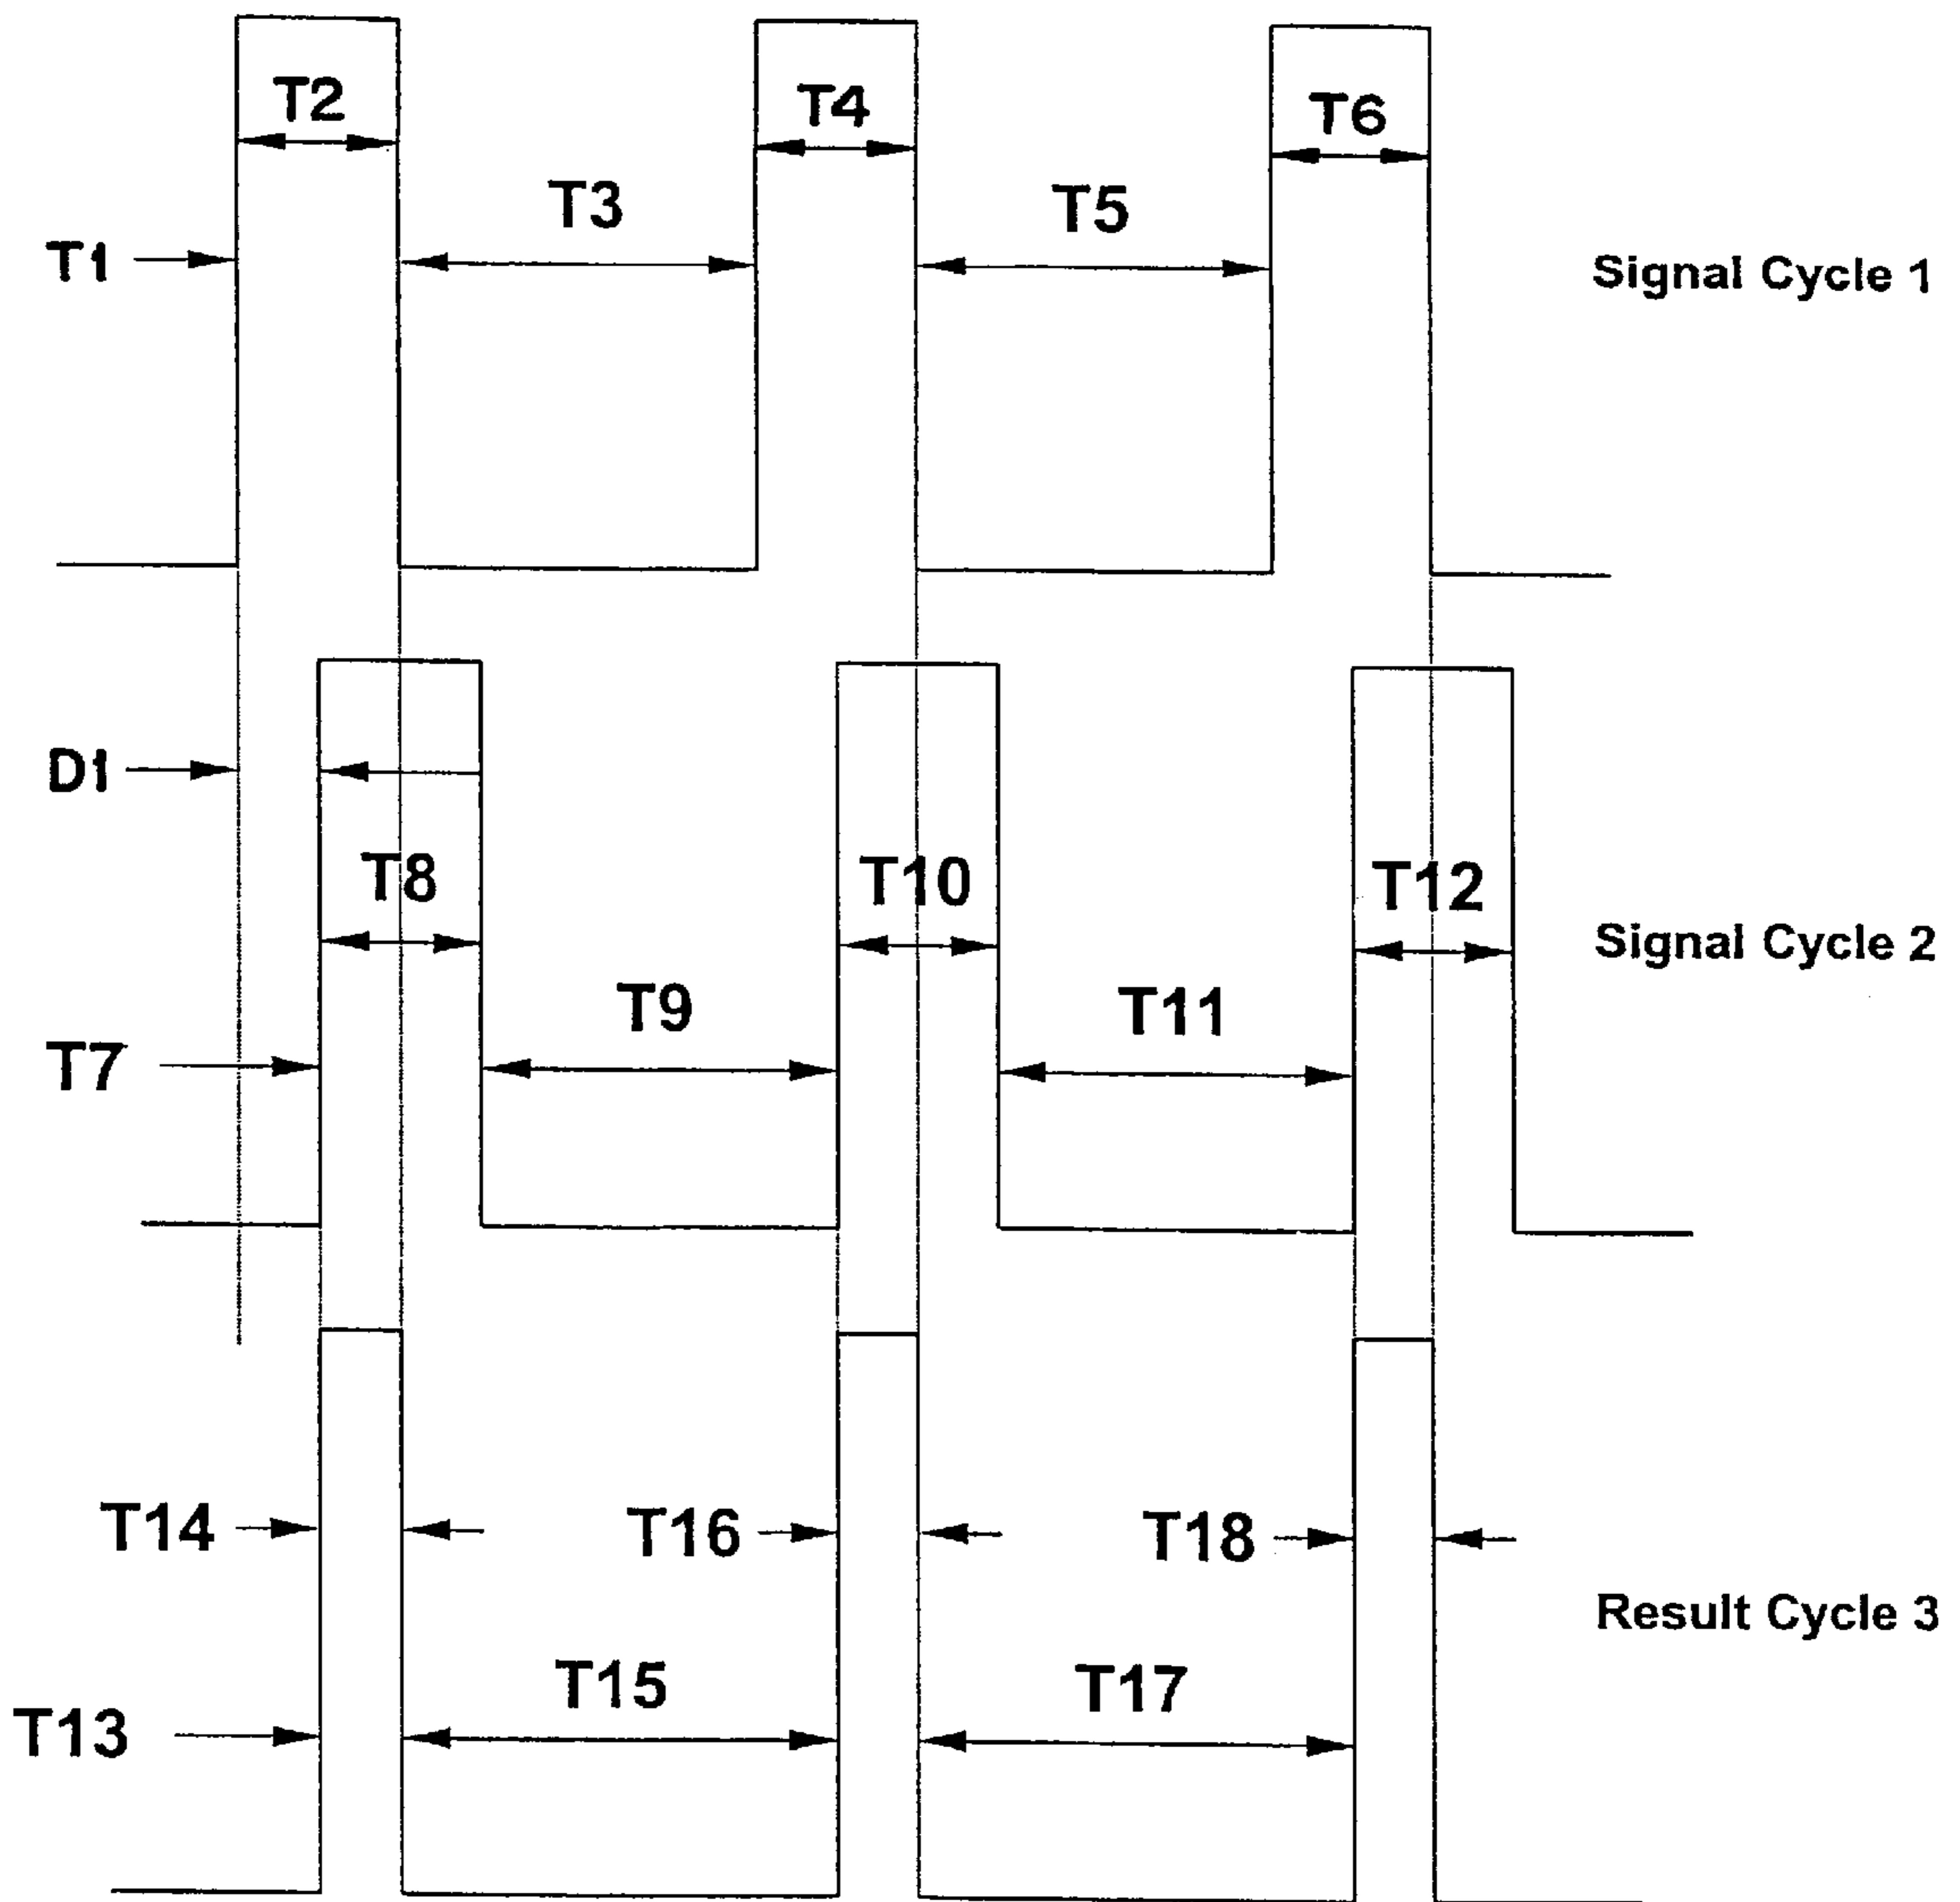 T2
T4
T6
T3
T5
T1
Signal Cycle 1
D1
T8
T10
T12
Signal Cycle 2
T9
T11
T7
T14
T16
T18
Result Cycle 3
T15
T17
T13